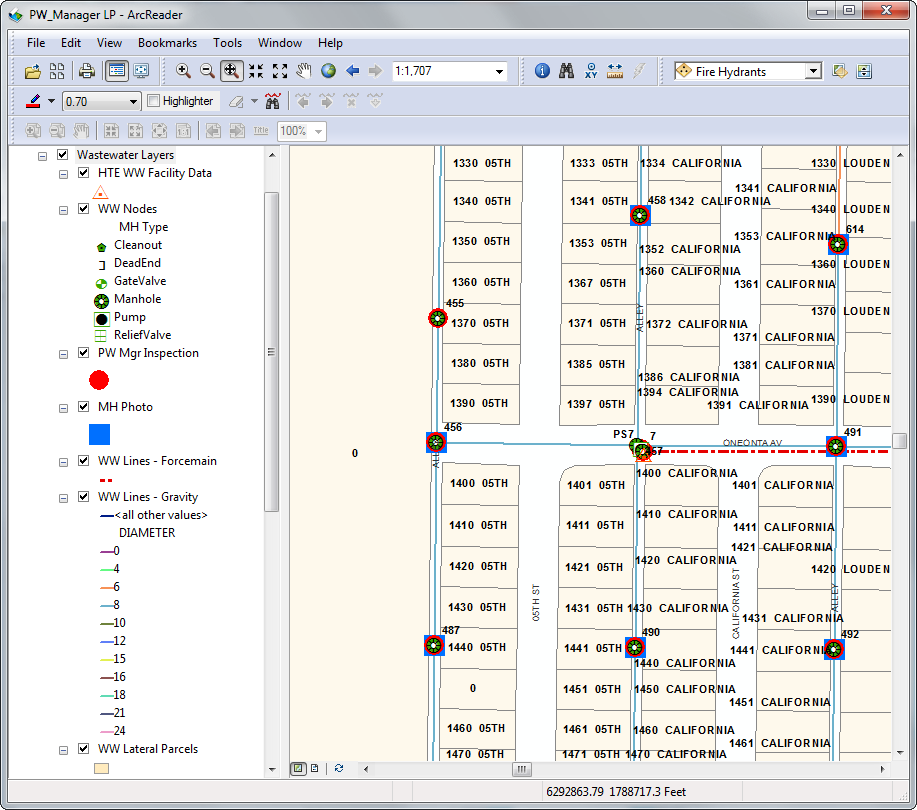 PW_Manager LP - ArcReader
File Edit View Bookmarks Tools Window Help
1:1,707
Fire Hydrants
0.70
Highlighter
1:1
Title
100%
Wastewater Layers
HTE WW Facility Data
WW Nodes
MH Type
Cleanout
DeadEnd
GateValve
Manhole
Pump
ReliefValve
PW Mgr Inspection
MH Photo
WW Lines - Forcemain
WW Lines - Gravity
<all other values>
DIAMETER
0
4
6
8
10
12
15
16
18
21
24
WW Lateral Parcels
1330 05TH
1333 05TH
1334 CALIFORNIA
1330 LOUDEN
1341 CALIFORNIA
1340 05TH
1341 05TH
458
1342 CALIFORNIA
1340 LOUDEN
614
1350 05TH
1353 05TH
1353 CALIFORNIA
1352 CALIFORNIA
1360 CALIFORNIA
1360 LOUDEN
1360 05TH
1367 05TH
1361 CALIFORNIA
455
1370 05TH
1371 05TH
ALLEY
1372 CALIFORNIA
1370 LOUDEN
1371 CALIFORNIA
1380 05TH
1385 05TH
1381 CALIFORNIA
1386 CALIFORNIA
1394 CALIFORNIA
1390 05TH
1397 05TH
1391 CALIFORNIA
1390 LOUDEN
456
PS7
7
491
ONEONTA AV
0
457
1400 05TH
1401 05TH
1400 CALIFORNIA
1401 CALIFORNIA
1410 05TH
1411 05TH
1410 CALIFORNIA
1411 CALIFORNIA
1421 CALIFORNIA
1420 05TH
1421 05TH
1420 CALIFORNIA
1420 LOUDEN
05TH ST
CALIFORNIA ST
ALLEY
1430 05TH
1431 05TH
1430 CALIFORNIA
1431 CALIFORNIA
487
490
492
1440 05TH
1441 05TH
1441 CALIFORNIA
1440 CALIFORNIA
0
1451 05TH
1450 CALIFORNIA
1451 CALIFORNIA
1460 05TH
1461 05TH
1460 CALIFORNIA
1461 CALIFORNIA
1470 05TH
1471 05TH
1470 CALIFORNIA
6292863.79 1788717.3 Feet